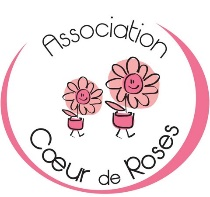 Association
Cœur de Roses